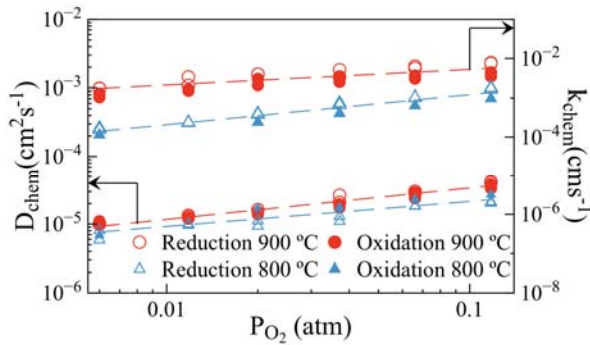 10⁻²
10⁻³
10⁻⁴
10⁻⁵
10⁻⁶
D_chem(cm²s⁻¹)
10⁻²
10⁻⁴
10⁻⁶
10⁻⁸
k_chem(cms⁻¹)
Reduction 900 ºC Oxidation 900 ºC
Reduction 800 ºC Oxidation 800 ºC
0.01 0.1
P_O₂ (atm)